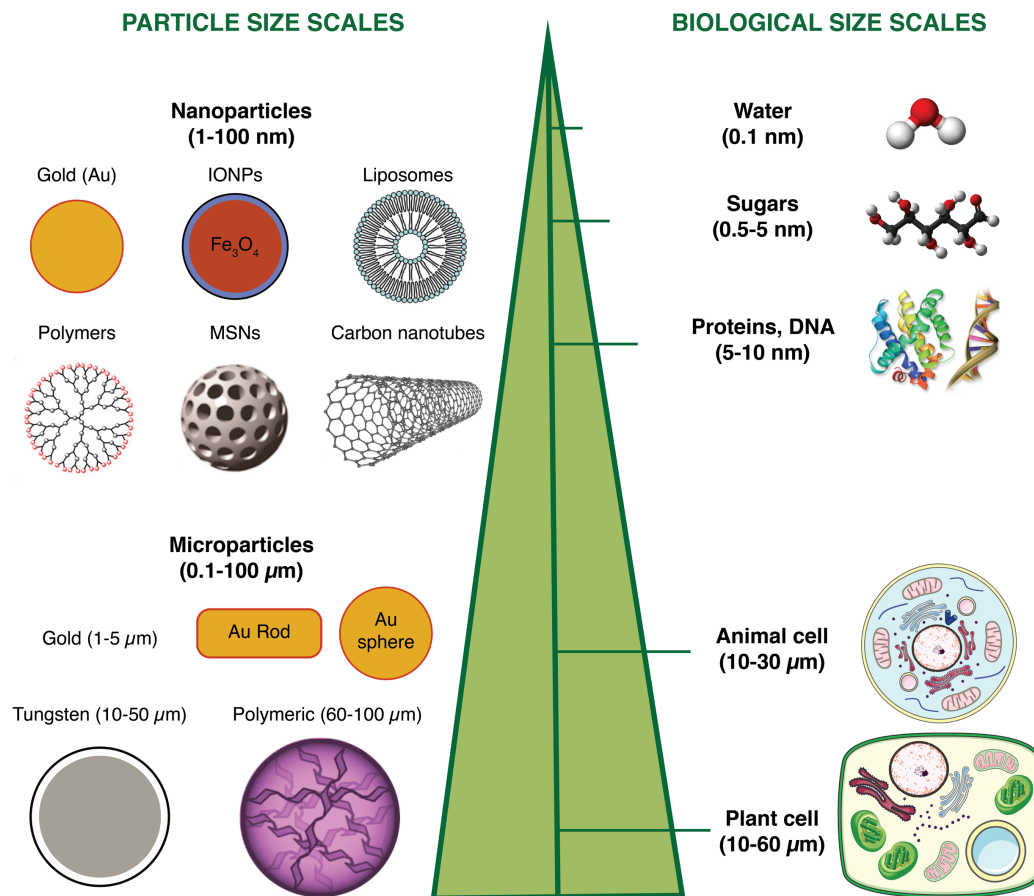 PARTICLE SIZE SCALES
Nanoparticles
(1-100 nm)
Gold (Au)
IONPs
Liposomes
Fe₃O₄
Polymers
MSNs
Carbon nanotubes
Microparticles
(0.1-100 µm)
Gold (1-5 µm)
Au Rod
Au
sphere
Tungsten (10-50 µm)
Polymeric (60-100 µm)
BIOLOGICAL SIZE SCALES
Water
(0.1 nm)
Sugars
(0.5-5 nm)
Proteins, DNA
(5-10 nm)
Animal cell
(10-30 µm)
Plant cell
(10-60 µm)